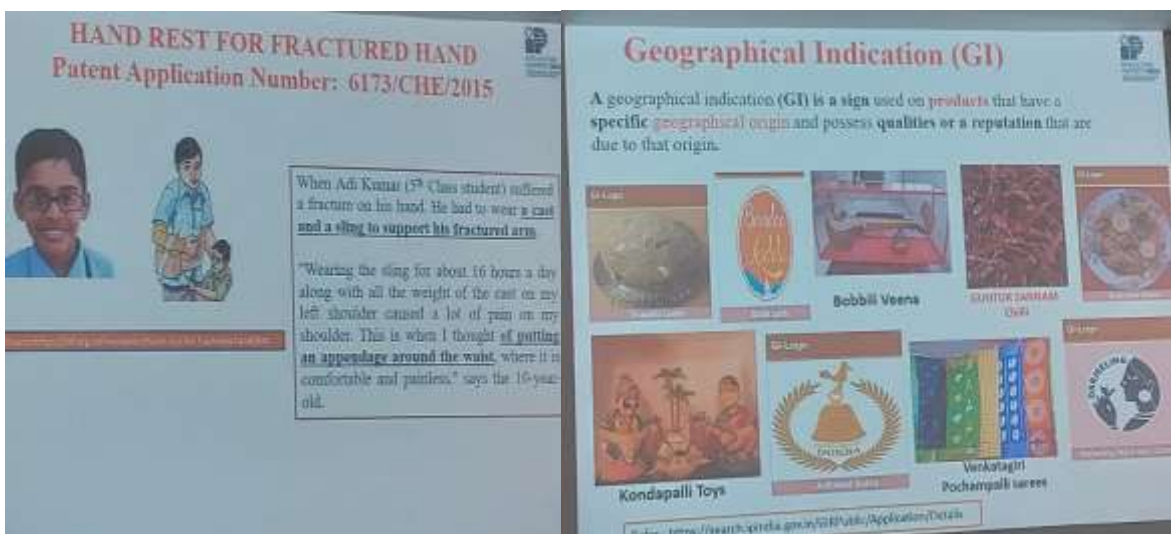 HAND REST FOR FRACTURED HAND
Patent Application Number: 6173/CHE/2015
When Adi Kumar (5th Class student) suffered
a fracture on his hand. He had to wear a cast
and a sling to support his fractured arm.
"Wearing the sling for about 16 hours a day
along with all the weight of the cast on my
left shoulder caused a lot of pain on my
shoulder. This is when I thought of putting
an appendage around the waist, where it is
comfortable and painless," says the 10-year-
old.
Geographical Indication (GI)
A geographical indication (GI) is a sign used on products that have a
specific geographical origin and possess qualities or a reputation that are
due to that origin.
GI-Logo
Bobbili Veena
GUNTUR SANNAM
Chilli
GI-Logo
Kondapalli Toys
GI-Logo
Venkatagiri
Pochampalli sarees
GI-Logo
DARJEELING